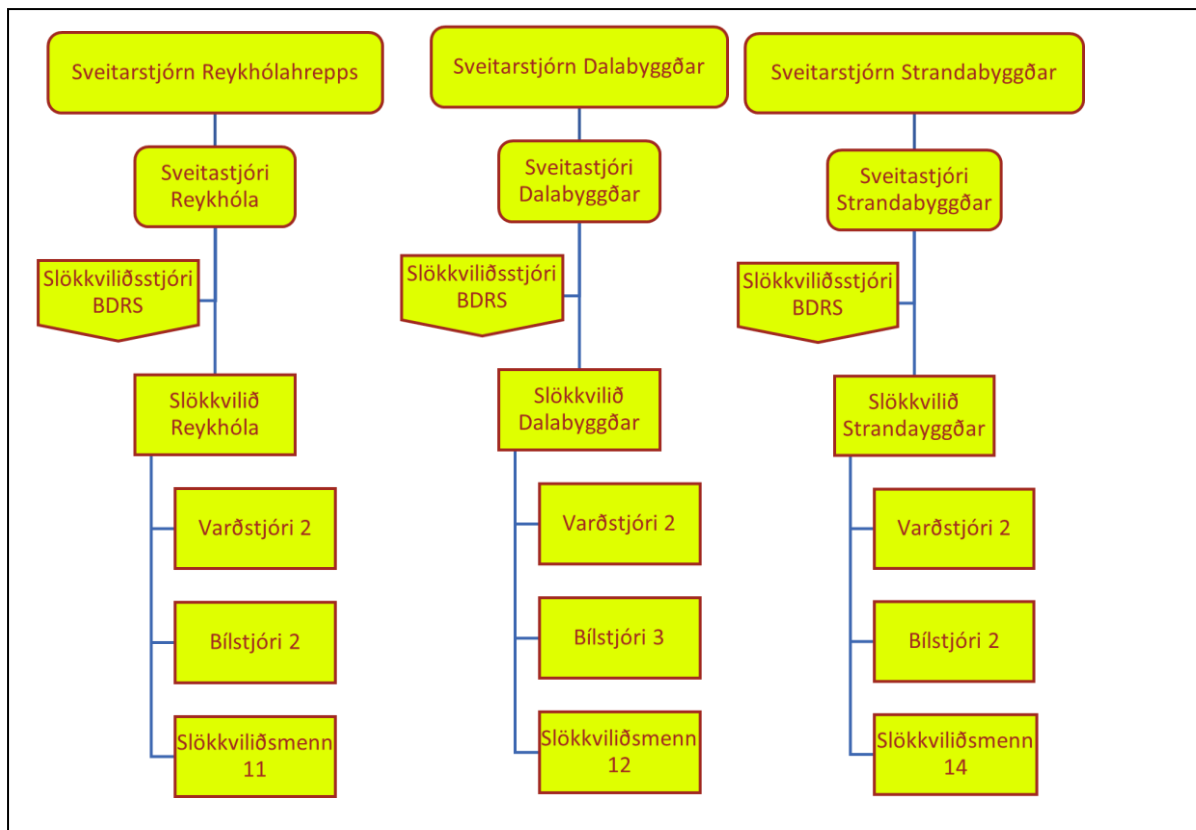 Sveitarstjórn Reykhólahrepps
Sveitastjóri
Reykhóla
Slökkviliðsstjóri
BDRS
Slökkvilið
Reykhóla
Varðstjóri 2
Bílstjóri 2
Slökkviliðsmenn
11
Sveitarstjórn Dalabyggðar
Sveitastjóri
Dalabyggðar
Slökkviliðsstjóri
BDRS
Slökkvilið
Dalabyggðar
Varðstjóri 2
Bílstjóri 3
Slökkviliðsmenn
12
Sveitarstjórn Strandabyggðar
Sveitastjóri
Strandabyggðar
Slökkviliðsstjóri
BDRS
Slökkvilið
Strandayggðar
Varðstjóri 2
Bílstjóri 2
Slökkviliðsmenn
14